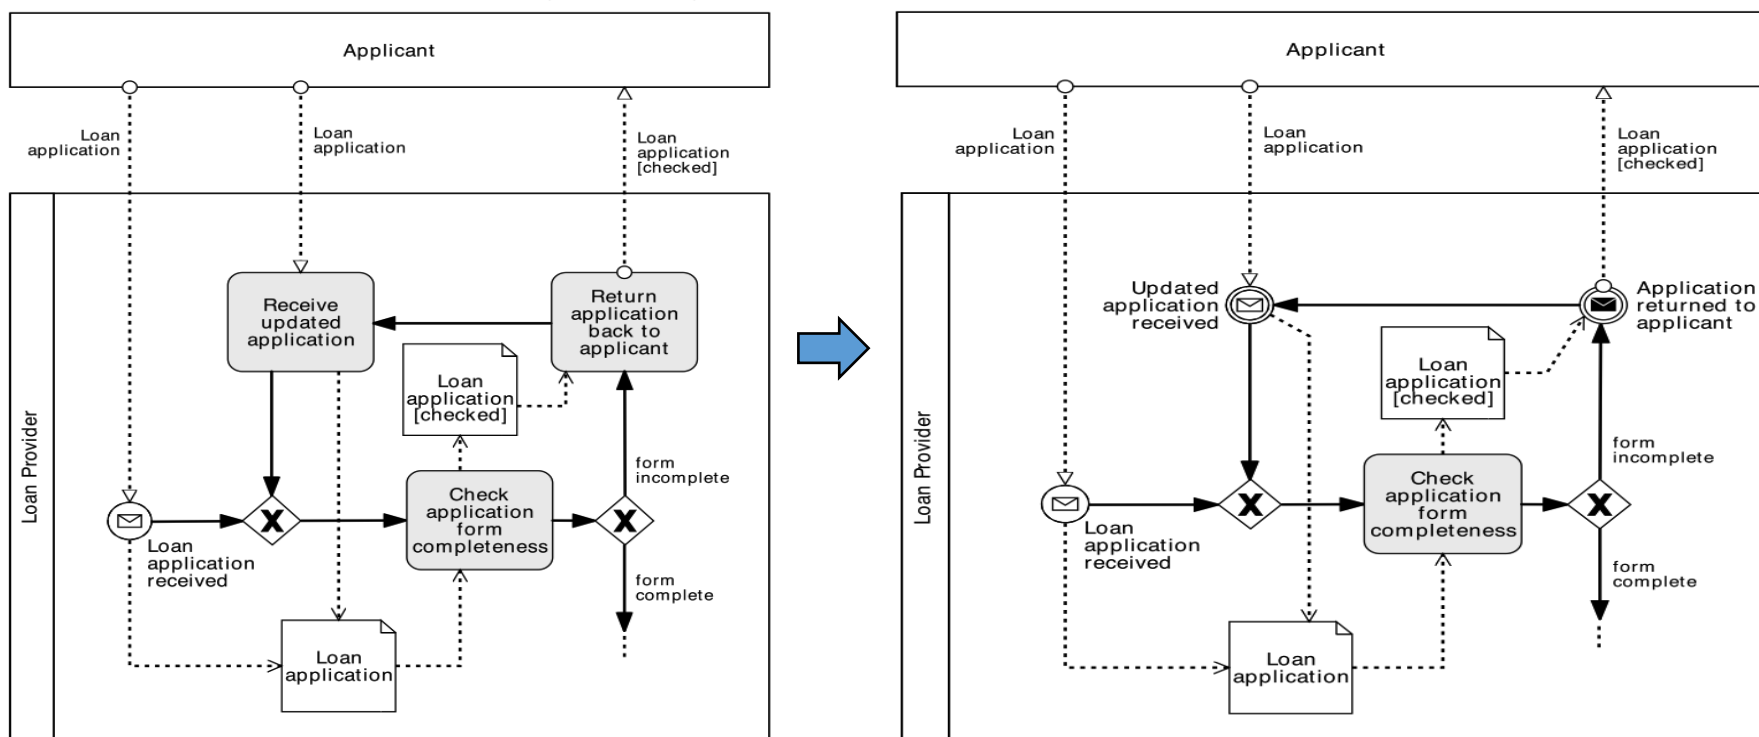 Applicant
Loan
application
Loan
application
Loan
application
[checked]
Loan Provider
Receive
updated
application
Return
application
back to
applicant
Loan
application
[checked]
form
incomplete
Check
application
form
completeness
Loan
application
received
form
complete
Loan
application
Applicant
Loan
application
Loan
application
Loan
application
[checked]
Loan Provider
Updated
application
received
Application
returned to
applicant
Loan
application
[checked]
form
incomplete
Check
application
form
completeness
Loan
application
received
form
complete
Loan
application